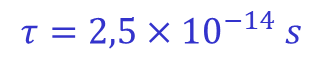 τ = 2,5 × 10⁻¹⁴ s